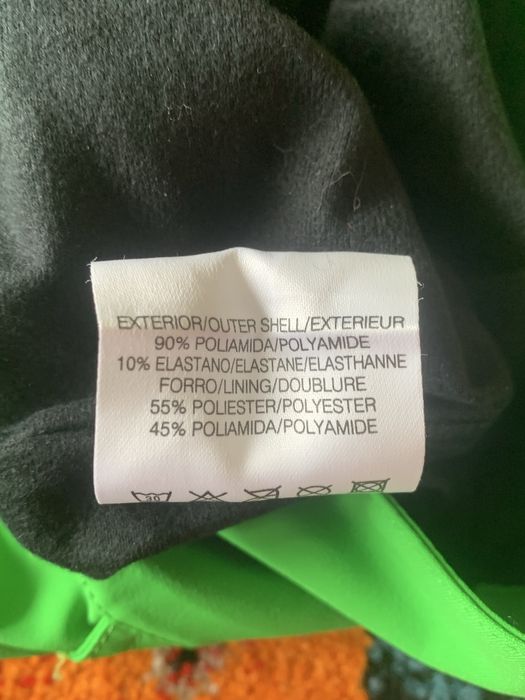 EXTERIOR/OUTER SHELL/EXTERIEUR
90% POLIAMIDA/POLYAMIDE
10% ELASTANO/ELASTANE/ELASTHANNE
FORRO/LINING/DOUBLURE
55% POLIESTER/POLYESTER
45% POLIAMIDA/POLYAMIDE
30